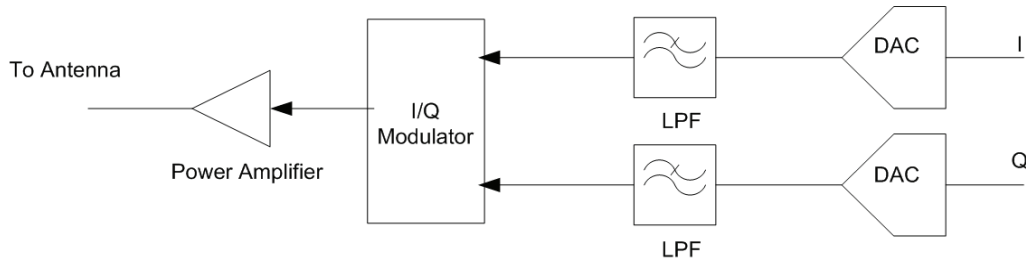 To Antenna
Power Amplifier
I/Q
Modulator
LPF
DAC
I
LPF
DAC
Q